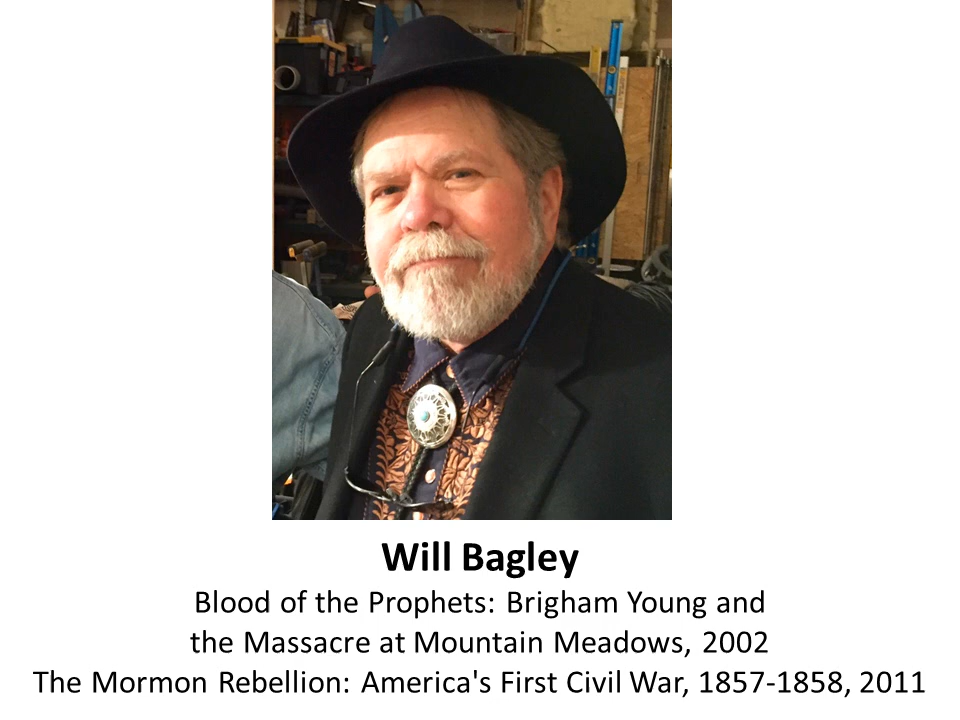 Will Bagley
Blood of the Prophets: Brigham Young and
the Massacre at Mountain Meadows, 2002
The Mormon Rebellion: America's First Civil War, 1857-1858, 2011